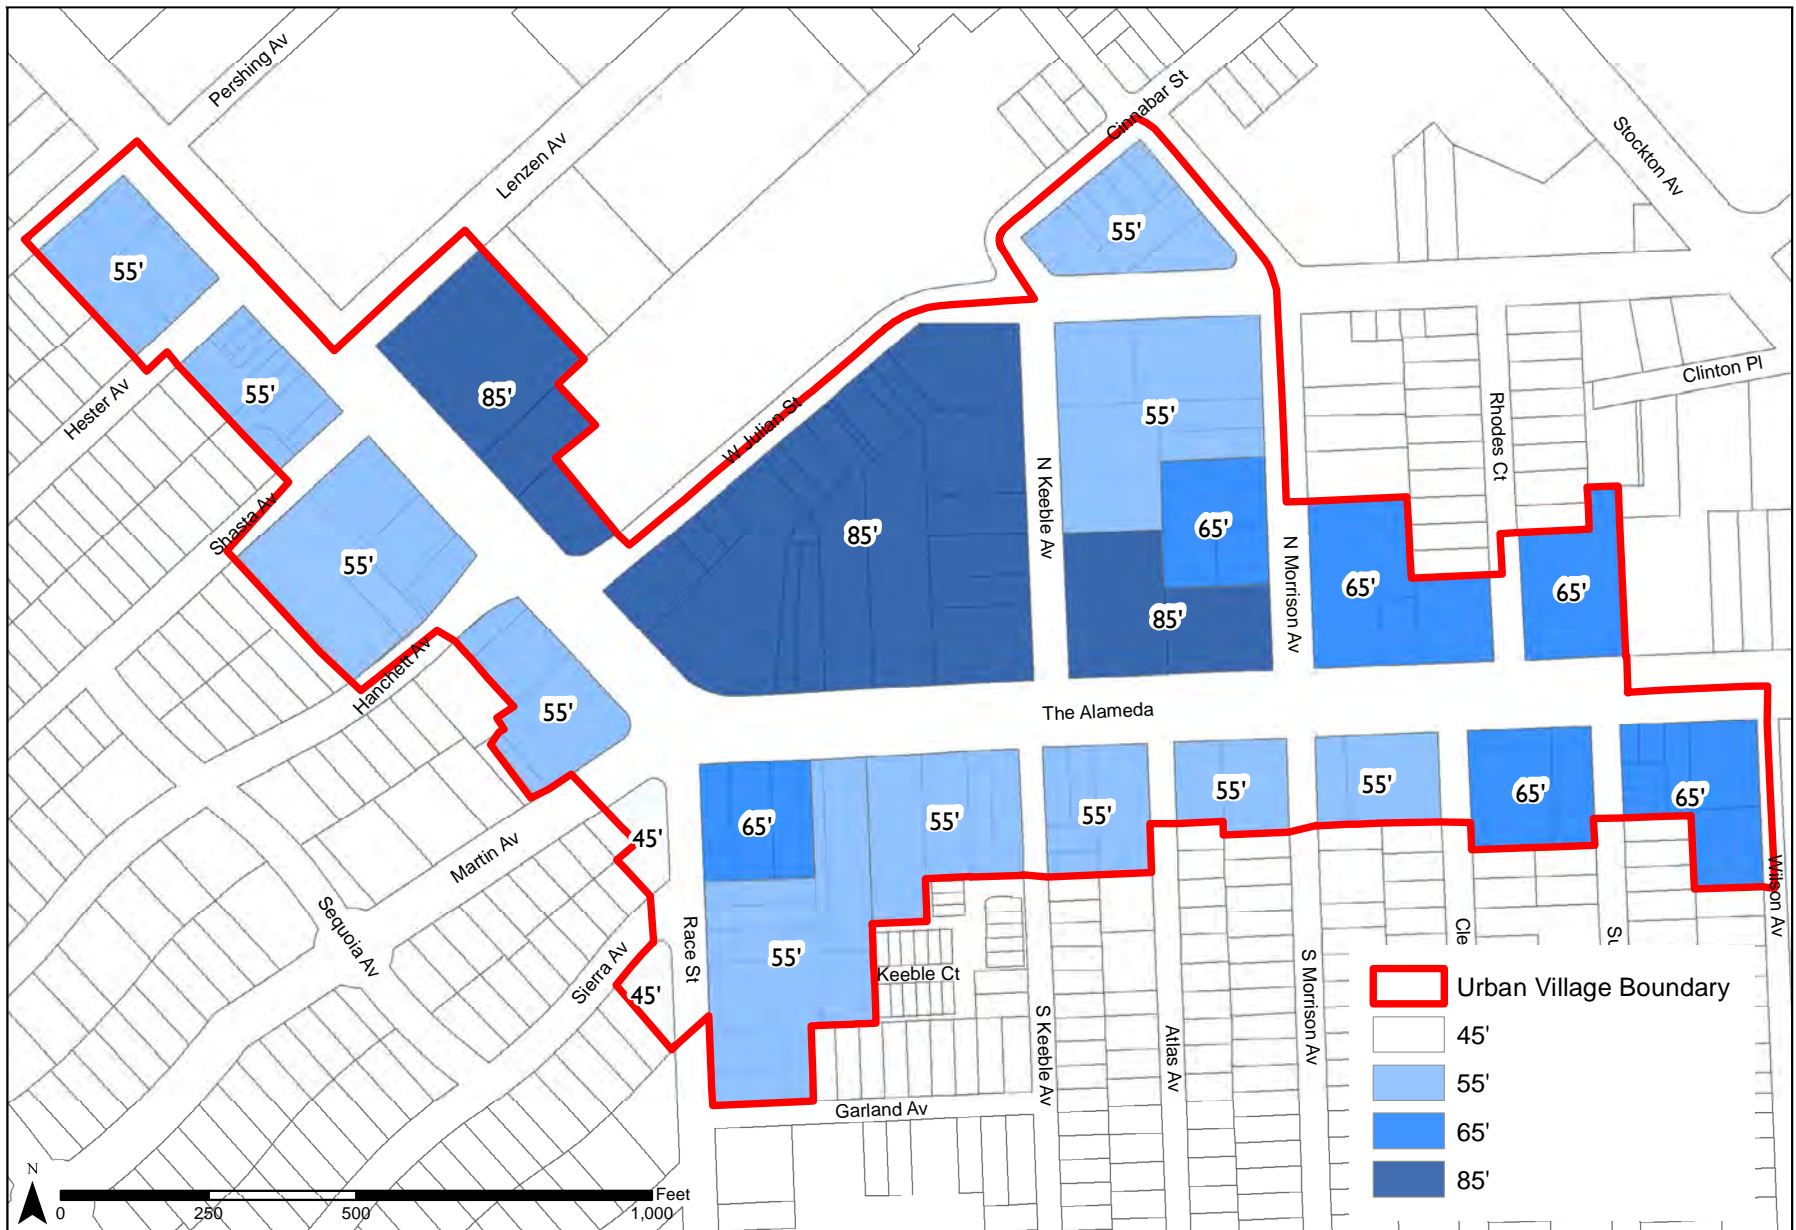 Pershing Av
Lenzen Av
Cinnabar St
Stockton Av
55'
55'
Hester Av
55'
85'
W Julian St
55'
Clinton Pl
Rhodes Ct
N Keeble Av
65'
85'
85'
N Morrison Av
65'
65'
Shasta Av
55'
Hanchett Av
55'
The Alameda
65'
55'
55'
55'
55'
65'
65'
45'
Martin Av
Wilson Av
Sequoia Av
Sierra Av
45'
Race St
55'
Keeble Ct
S Keeble Av
Atlas Av
S Morrison Av
Cle
Su
Garland Av
Urban Village Boundary
45'
55'
65'
85'
N
Feet
0 250 500 1,000